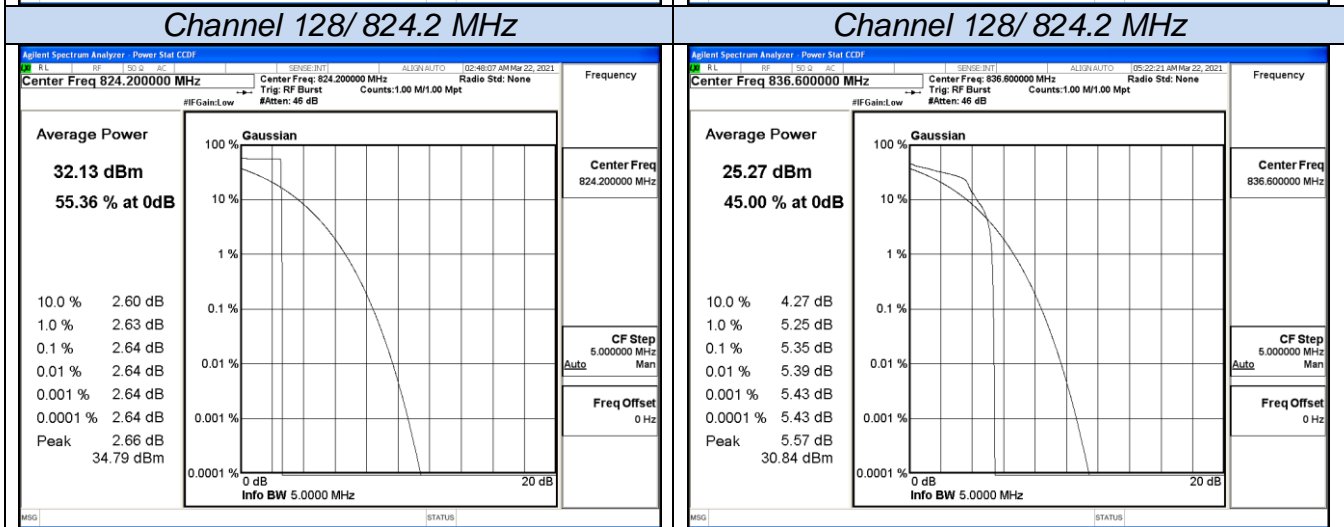 Channel 128/ 824.2 MHz
Agilent Spectrum Analyzer - Power Stat CCDF
RL RF 50 Ω AC SENSE:INT ALIGN AUTO 02:48:07 AM Mar 22, 2021
Center Freq 824.200000 MHz
Center Freq: 824.200000 MHz Radio Std: None
Trig: RF Burst Counts:1.00 M/1.00 Mpt
#IFGain:Low #Atten: 46 dB
Frequency
Average Power
32.13 dBm
55.36 % at 0dB
10.0 % 2.60 dB
1.0 % 2.63 dB
0.1 % 2.64 dB
0.01 % 2.64 dB
0.001 % 2.64 dB
0.0001 % 2.64 dB
Peak 2.66 dB
34.79 dBm
Gaussian
100 %
10 %
1 %
0.1 %
0.01 %
0.001 %
0.0001 %
0 dB 20 dB
Info BW 5.0000 MHz
Center Freq
824.200000 MHz
CF Step
5.000000 MHz
Auto Man
Freq Offset
0 Hz
MSG STATUS
Channel 128/ 824.2 MHz
Agilent Spectrum Analyzer - Power Stat CCDF
RL RF 50 Ω AC SENSE:INT ALIGN AUTO 05:22:21 AM Mar 22, 2021
Center Freq 836.600000 MHz
Center Freq: 836.600000 MHz Radio Std: None
Trig: RF Burst Counts:1.00 M/1.00 Mpt
#IFGain:Low #Atten: 46 dB
Frequency
Average Power
25.27 dBm
45.00 % at 0dB
10.0 % 4.27 dB
1.0 % 5.25 dB
0.1 % 5.35 dB
0.01 % 5.39 dB
0.001 % 5.43 dB
0.0001 % 5.43 dB
Peak 5.57 dB
30.84 dBm
Gaussian
100 %
10 %
1 %
0.1 %
0.01 %
0.001 %
0.0001 %
0 dB 20 dB
Info BW 5.0000 MHz
Center Freq
836.600000 MHz
CF Step
5.000000 MHz
Auto Man
Freq Offset
0 Hz
MSG STATUS